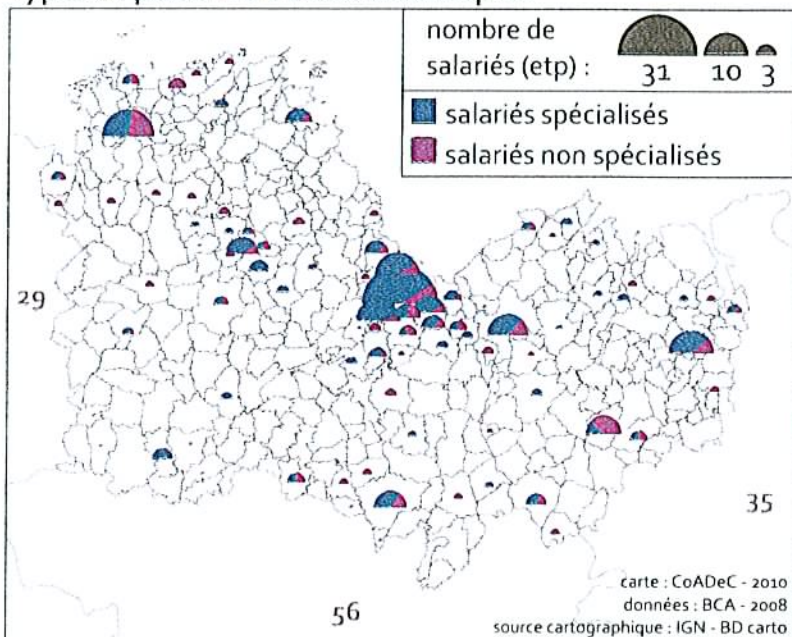 nombre de
salariés (etp) :
31 10 3
salariés spécialisés
salariés non spécialisés
29
35
56
carte : CoADeC - 2010
données : BCA - 2008
source cartographique : IGN - BD carto